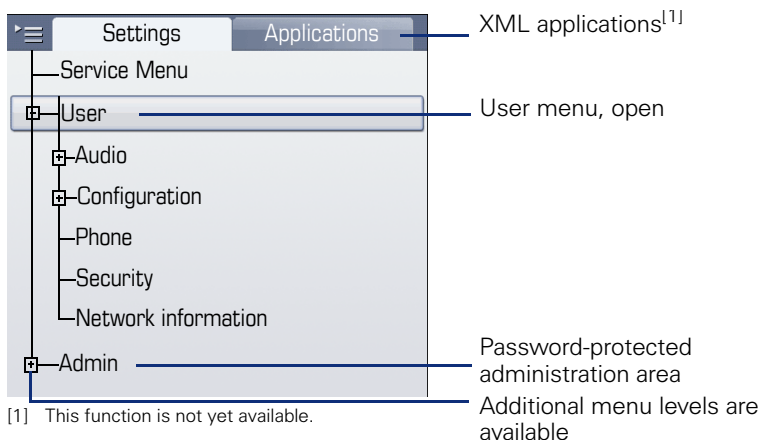 Settings Applications
XML applications[1]
Service Menu
User
User menu, open
Audio
Configuration
Phone
Security
Network information
Admin
Password-protected
administration area
Additional menu levels are
available
[1] This function is not yet available.